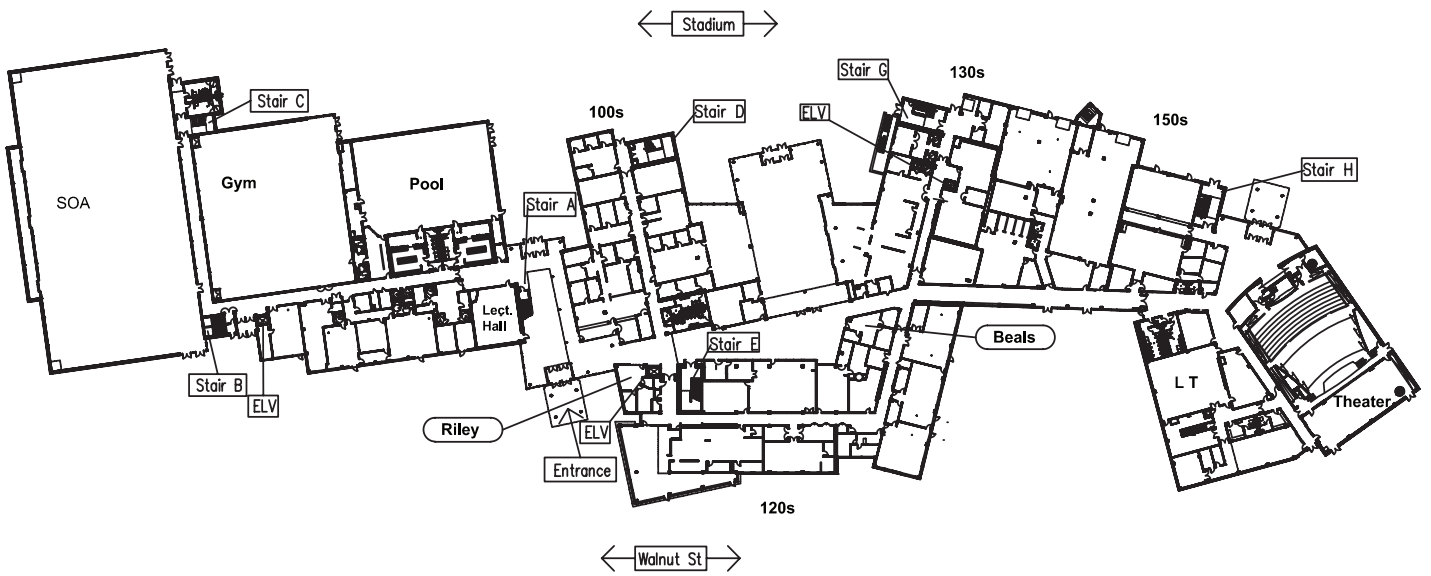 Stadium
Stair G
130s
Stair C
100s
Stair D
ELV
150s
Gym
Pool
SOA
Stair A
Stair H
Lect.
Hall
Beals
Stair E
Stair B
ELV
L T
Theater
Riley
ELV
Entrance
120s
Walnut St